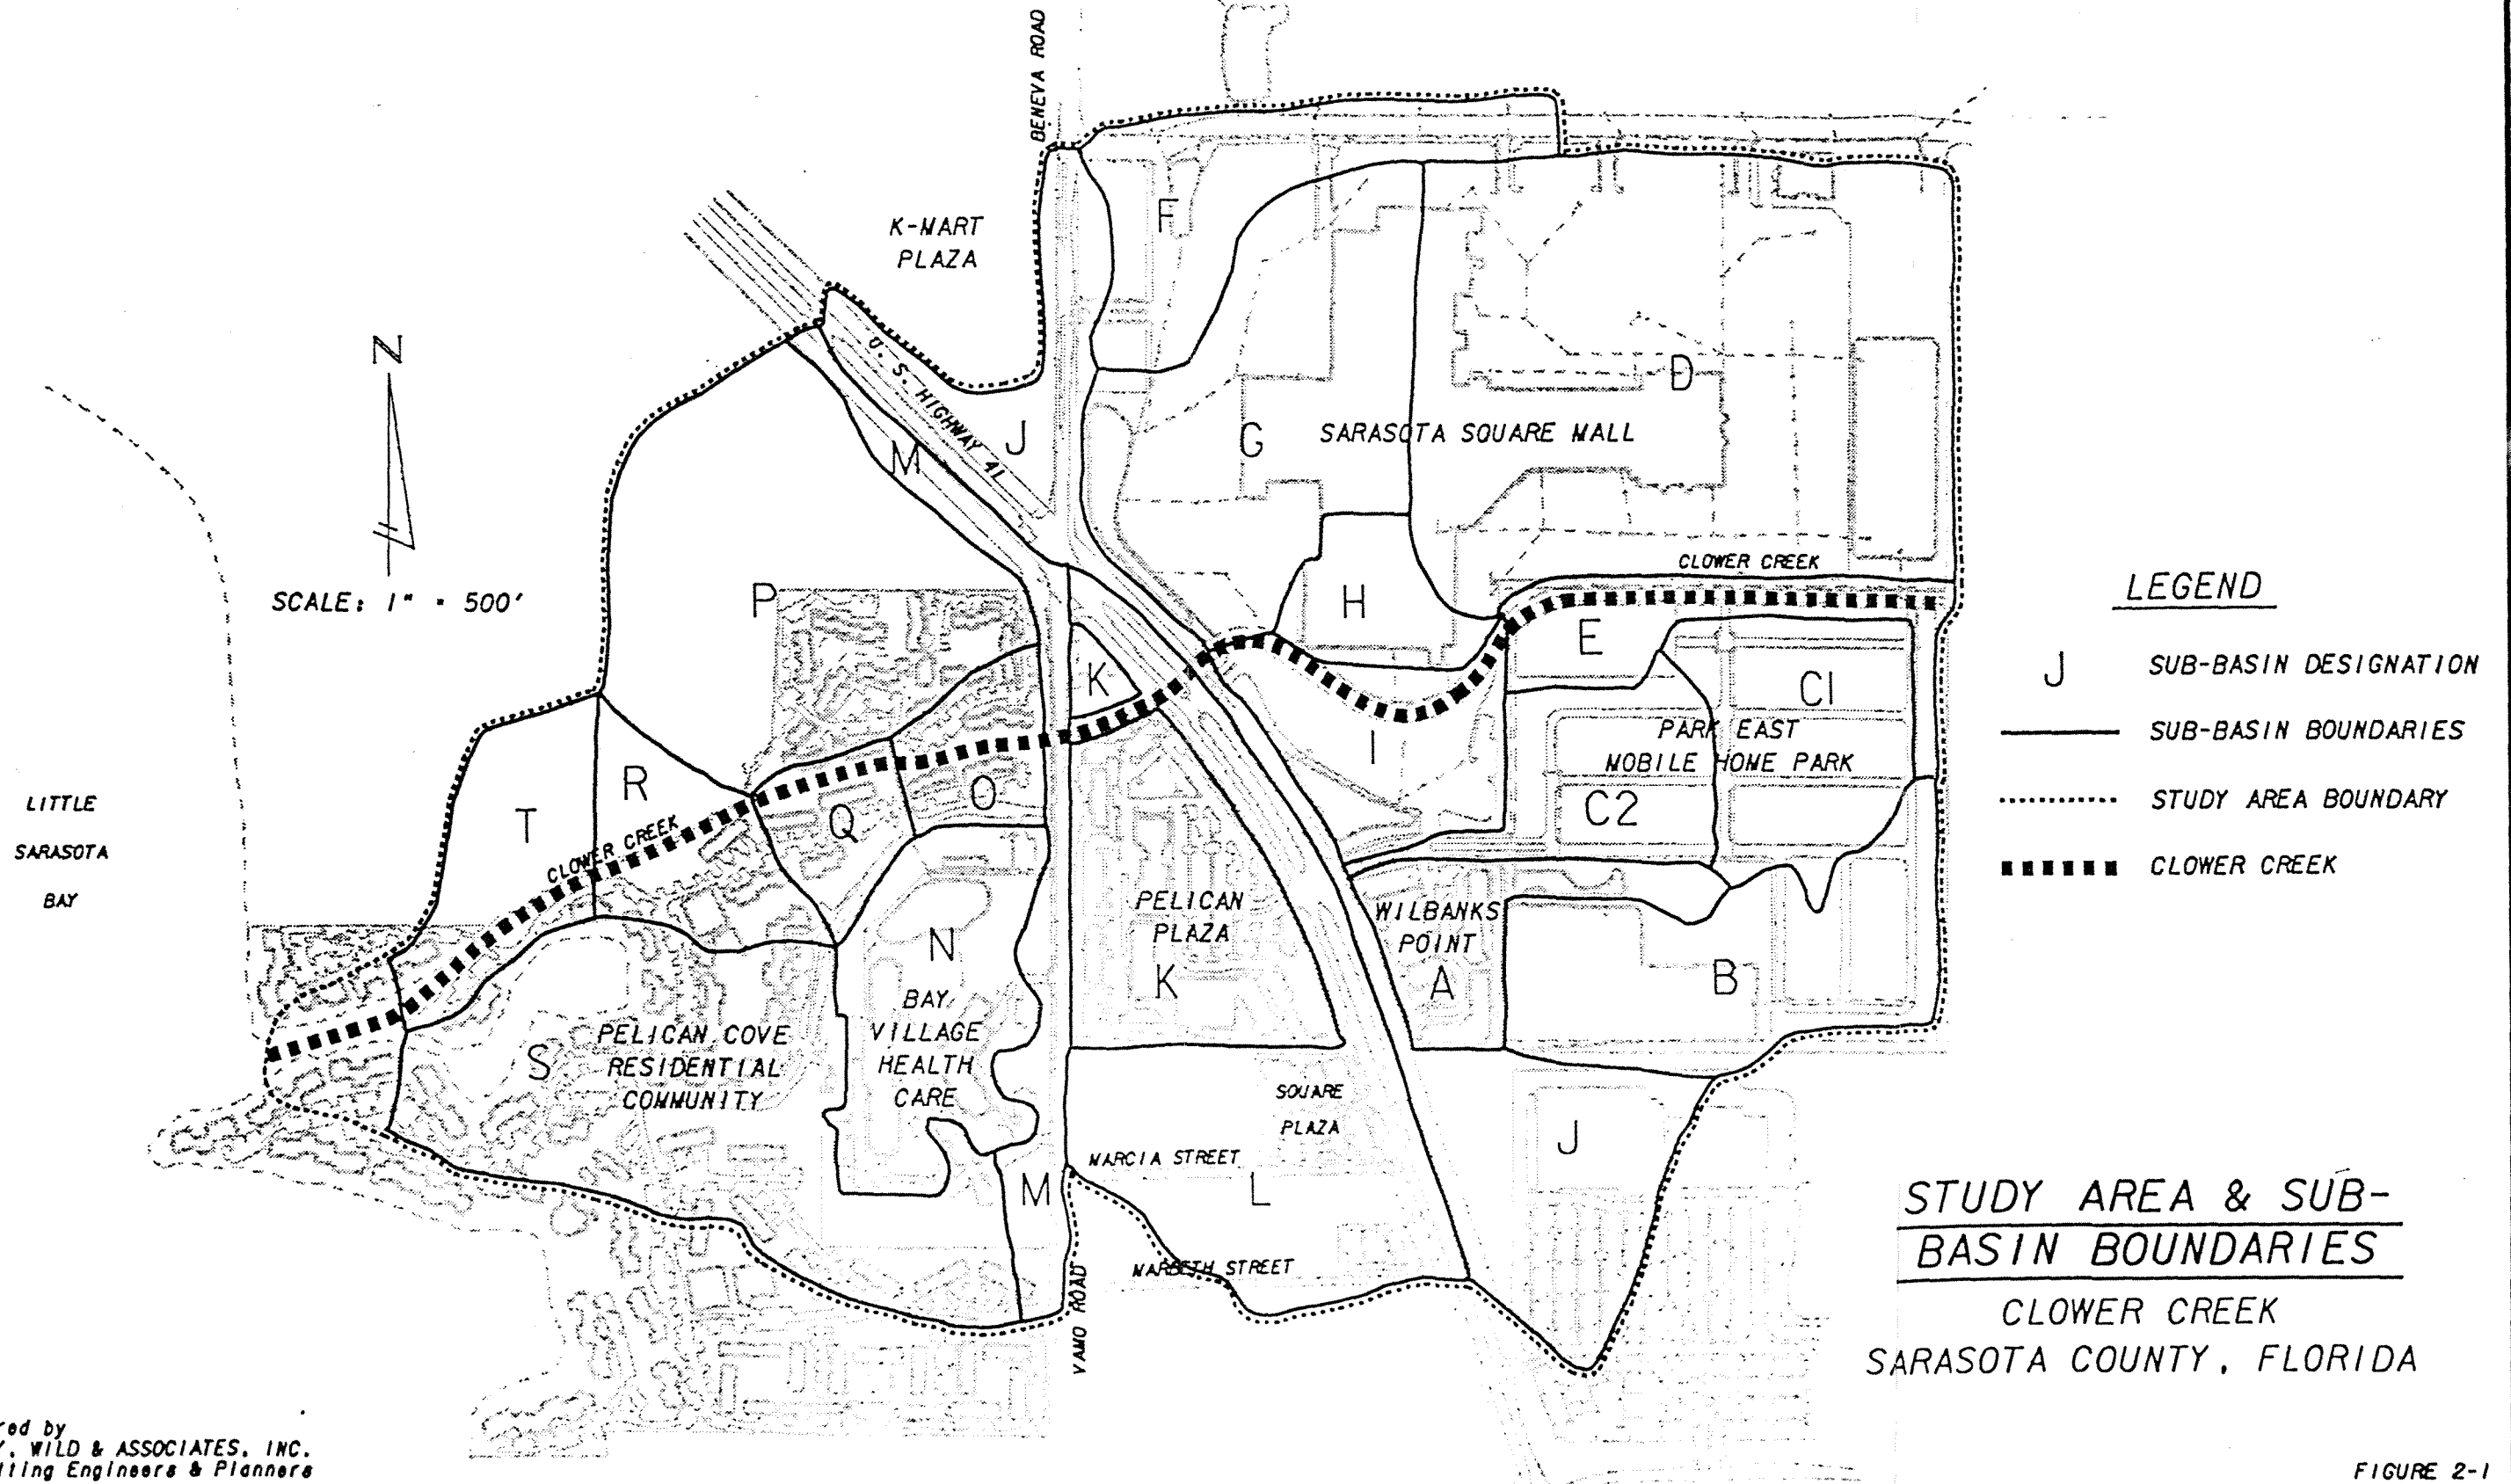 BENEVA ROAD
K-MART
PLAZA
F
N
D
U. S. HIGHWAY 41
J
G
SARASOTA SQUARE MALL
M
CLOWER CREEK
SCALE: 1" = 500'
P
H
E
K
C1
PARK EAST
MOBILE HOME PARK
I
R
O
C2
T
Q
CLOWER CREEK
LITTLE
SARASOTA
BAY
PELICAN
PLAZA
K
WILBANKS
POINT
A
B
N
BAY
VILLAGE
HEALTH
CARE
S
PELICAN COVE
RESIDENTIAL
COMMUNITY
SQUARE
PLAZA
J
MARCIA STREET
M
L
MARBETH STREET
VAMO ROAD
LEGEND
J SUB-BASIN DESIGNATION
SUB-BASIN BOUNDARIES
STUDY AREA BOUNDARY
CLOWER CREEK
STUDY AREA & SUB-
BASIN BOUNDARIES
CLOWER CREEK
SARASOTA COUNTY, FLORIDA
WILD & ASSOCIATES, INC.
Engineers & Planners
FIGURE 2-1